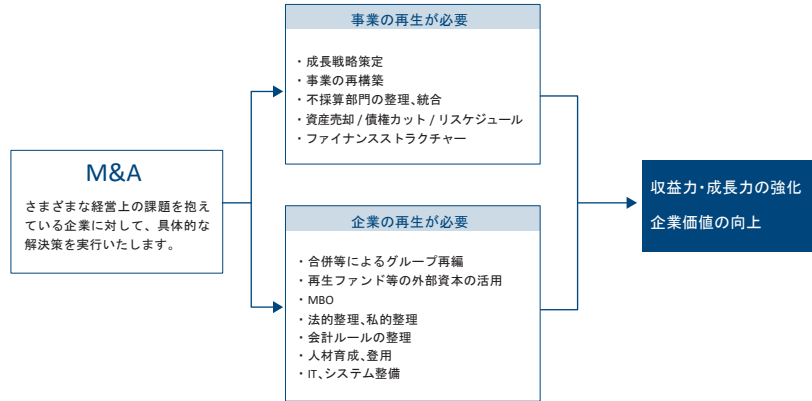 M&A
さまざまな経営上の課題を抱え
ている企業に対して、具体的な
解決策を実行いたします。
事業の再生が必要
・成長戦略策定
・事業の再構築
・不採算部門の整理、統合
・資産売却 / 債権カット / リスケジュール
・ファイナンスストラクチャー
企業の再生が必要
・合併等によるグループ再編
・再生ファンド等の外部資本の活用
・MBO
・法的整理、私的整理
・会計ルールの整理
・人材育成、登用
・IT、システム整備
収益力・成長力の強化
企業価値の向上